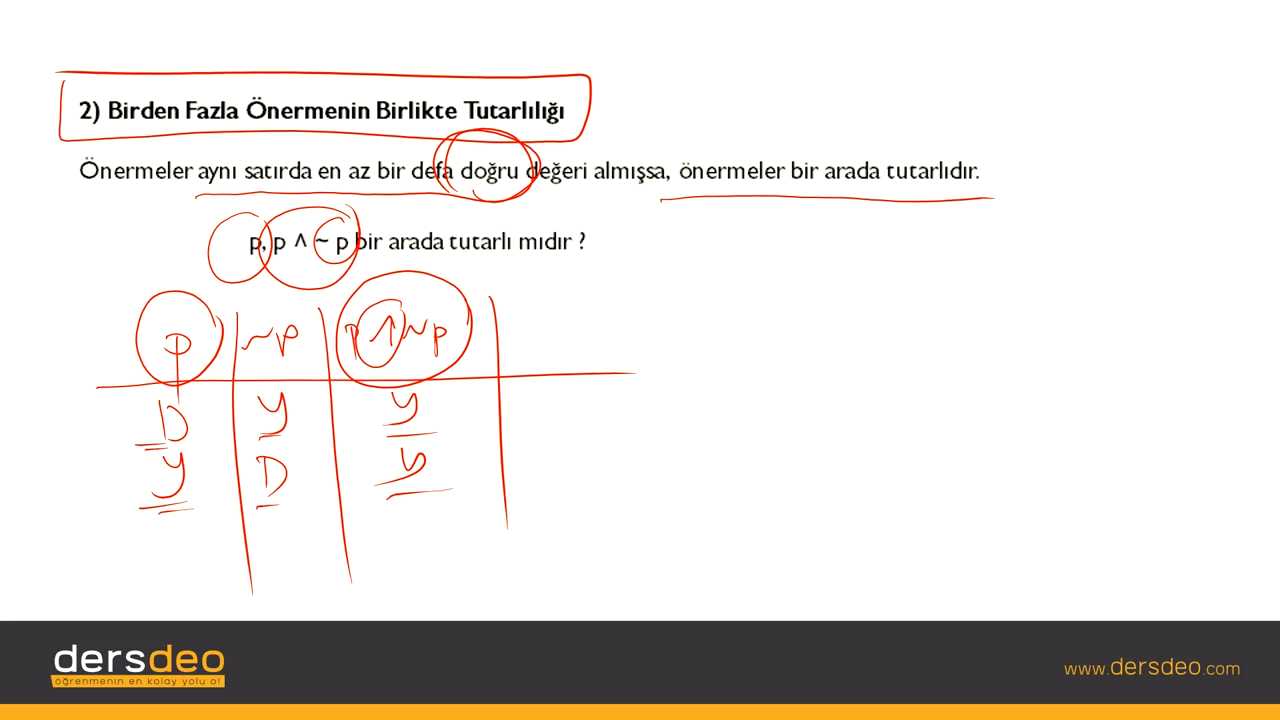 2) Birden Fazla Önermenin Birlikte Tutarlılığı
Önermeler aynı satırda en az bir defa doğru değeri almışsa, önermeler bir arada tutarlıdır.
p, p ∧ ~ p bir arada tutarlı mıdır ?
p ~p p ∧ ~p
D y y
y D y
dersdeo
öğrenmenin en kolay yolu o!
www.dersdeo.com